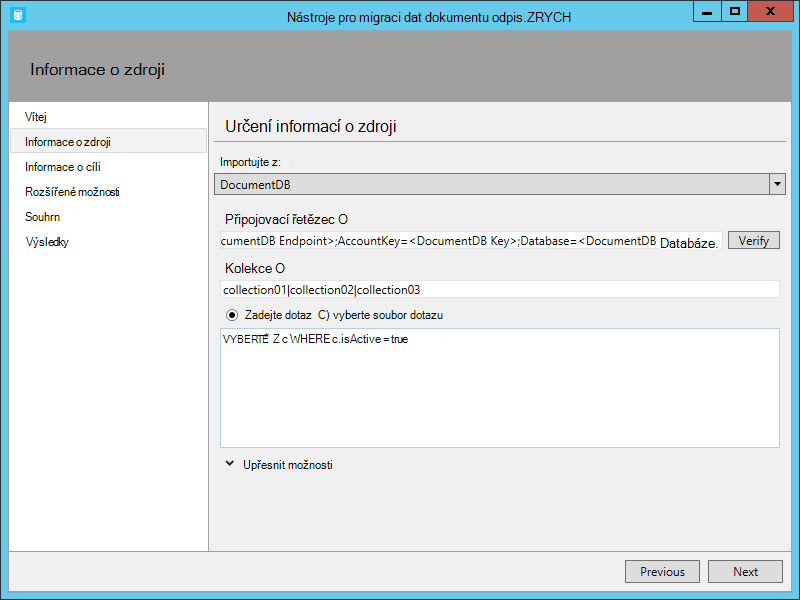 Nástroje pro migraci dat dokumentu odpis.ZRYCH
Informace o zdroji
Vítej
Informace o zdroji
Informace o cíli
Rozšířené možnosti
Souhrn
Výsledky
Určení informací o zdroji
Importujte z:
DocumentDB
Připojovací řetězec O
cumentDB Endpoint>;AccountKey=<DocumentDB Key>;Database=<DocumentDB Databáze.
Verify
Kolekce O
collection01|collection02|collection03
Zadejte dotaz C) vyberte soubor dotazu
VYBERTE * Z c WHERE c.isActive = true
Upřesnit možnosti
Previous
Next